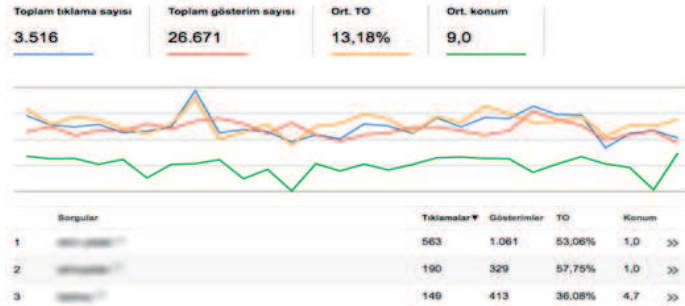 Toplam tıklama sayısı Toplam gösterim sayısı Ort. TO Ort. konum
3.516 26.671 13,18% 9,0
Sorgular Tıklamalar▼ Gösterimler TO Konum
1 563 1.061 53,06% 1,0 »
2 190 329 57,75% 1,0 »
3 149 413 36,08% 4,7 »